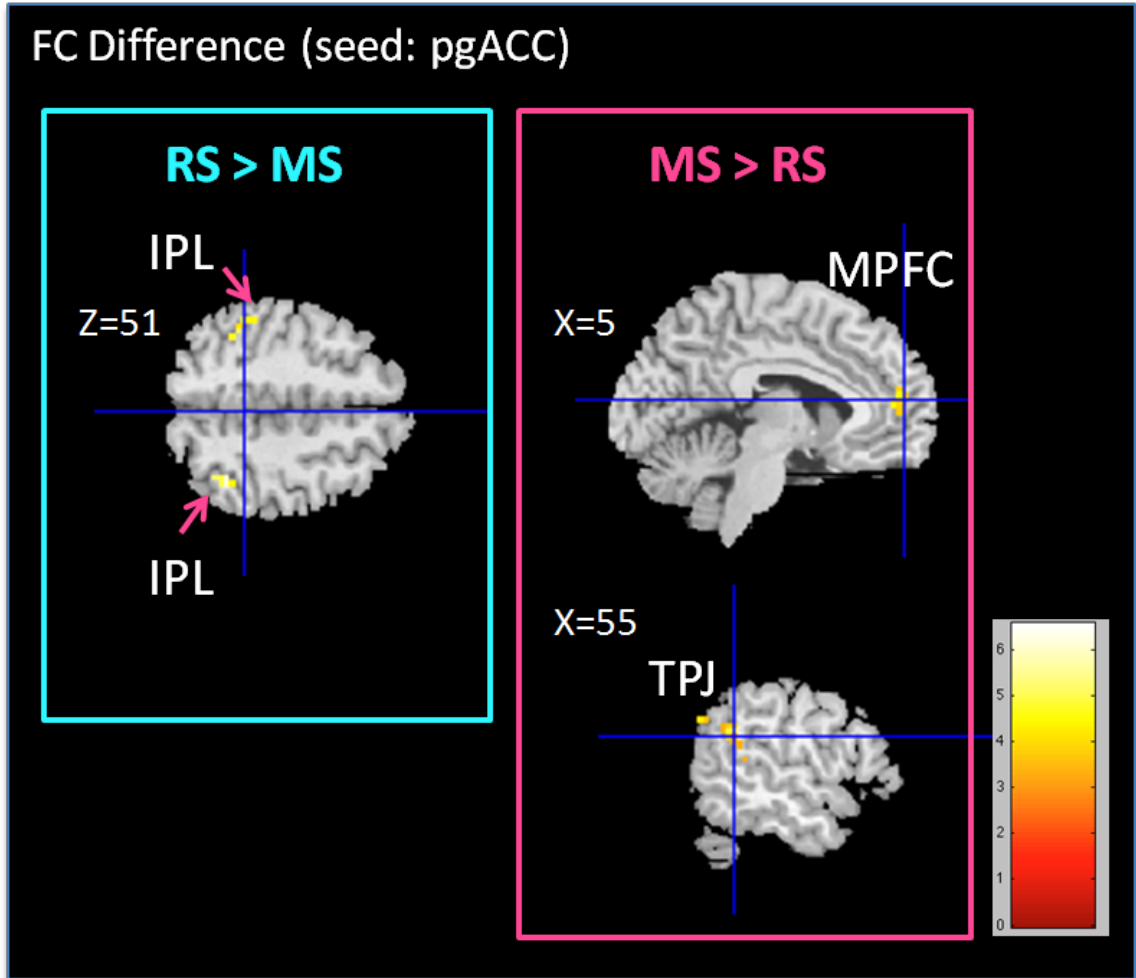 FC Difference (seed: pgACC)
RS > MS
IPL
Z=51
IPL
MS > RS
MPFC
X=5
X=55
TPJ
6
5
4
3
2
1
0